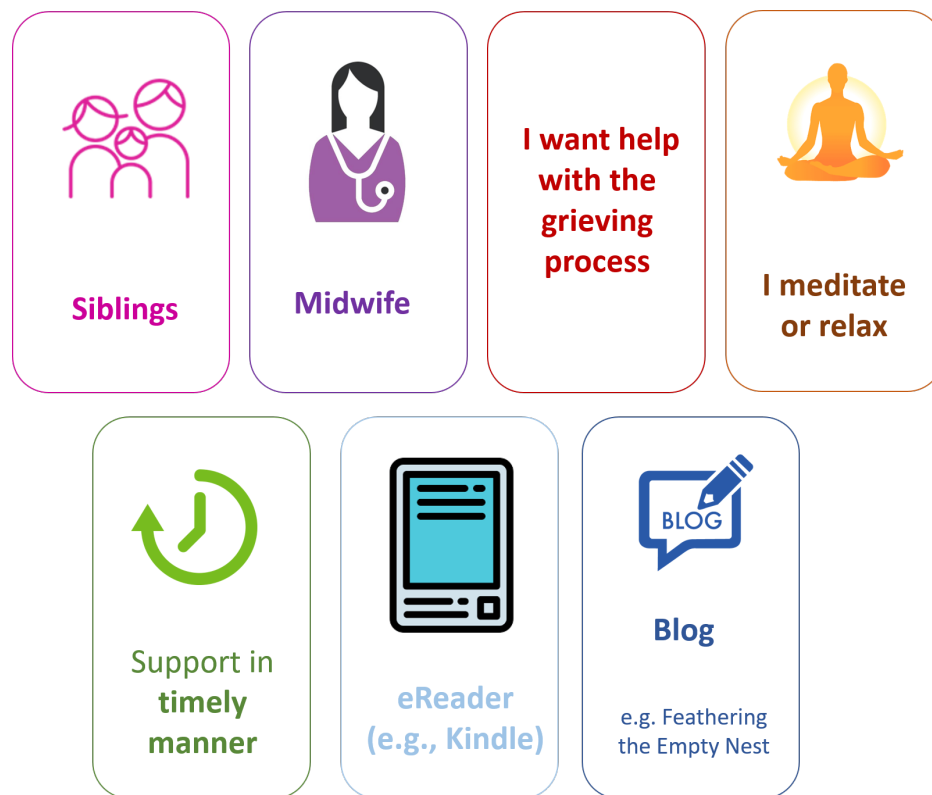 Siblings
Midwife
I want help
with the
grieving
process
I meditate
or relax
Support in
timely
manner
eReader
(e.g., Kindle)
BLOG
Blog
e.g. Feathering
the Empty Nest